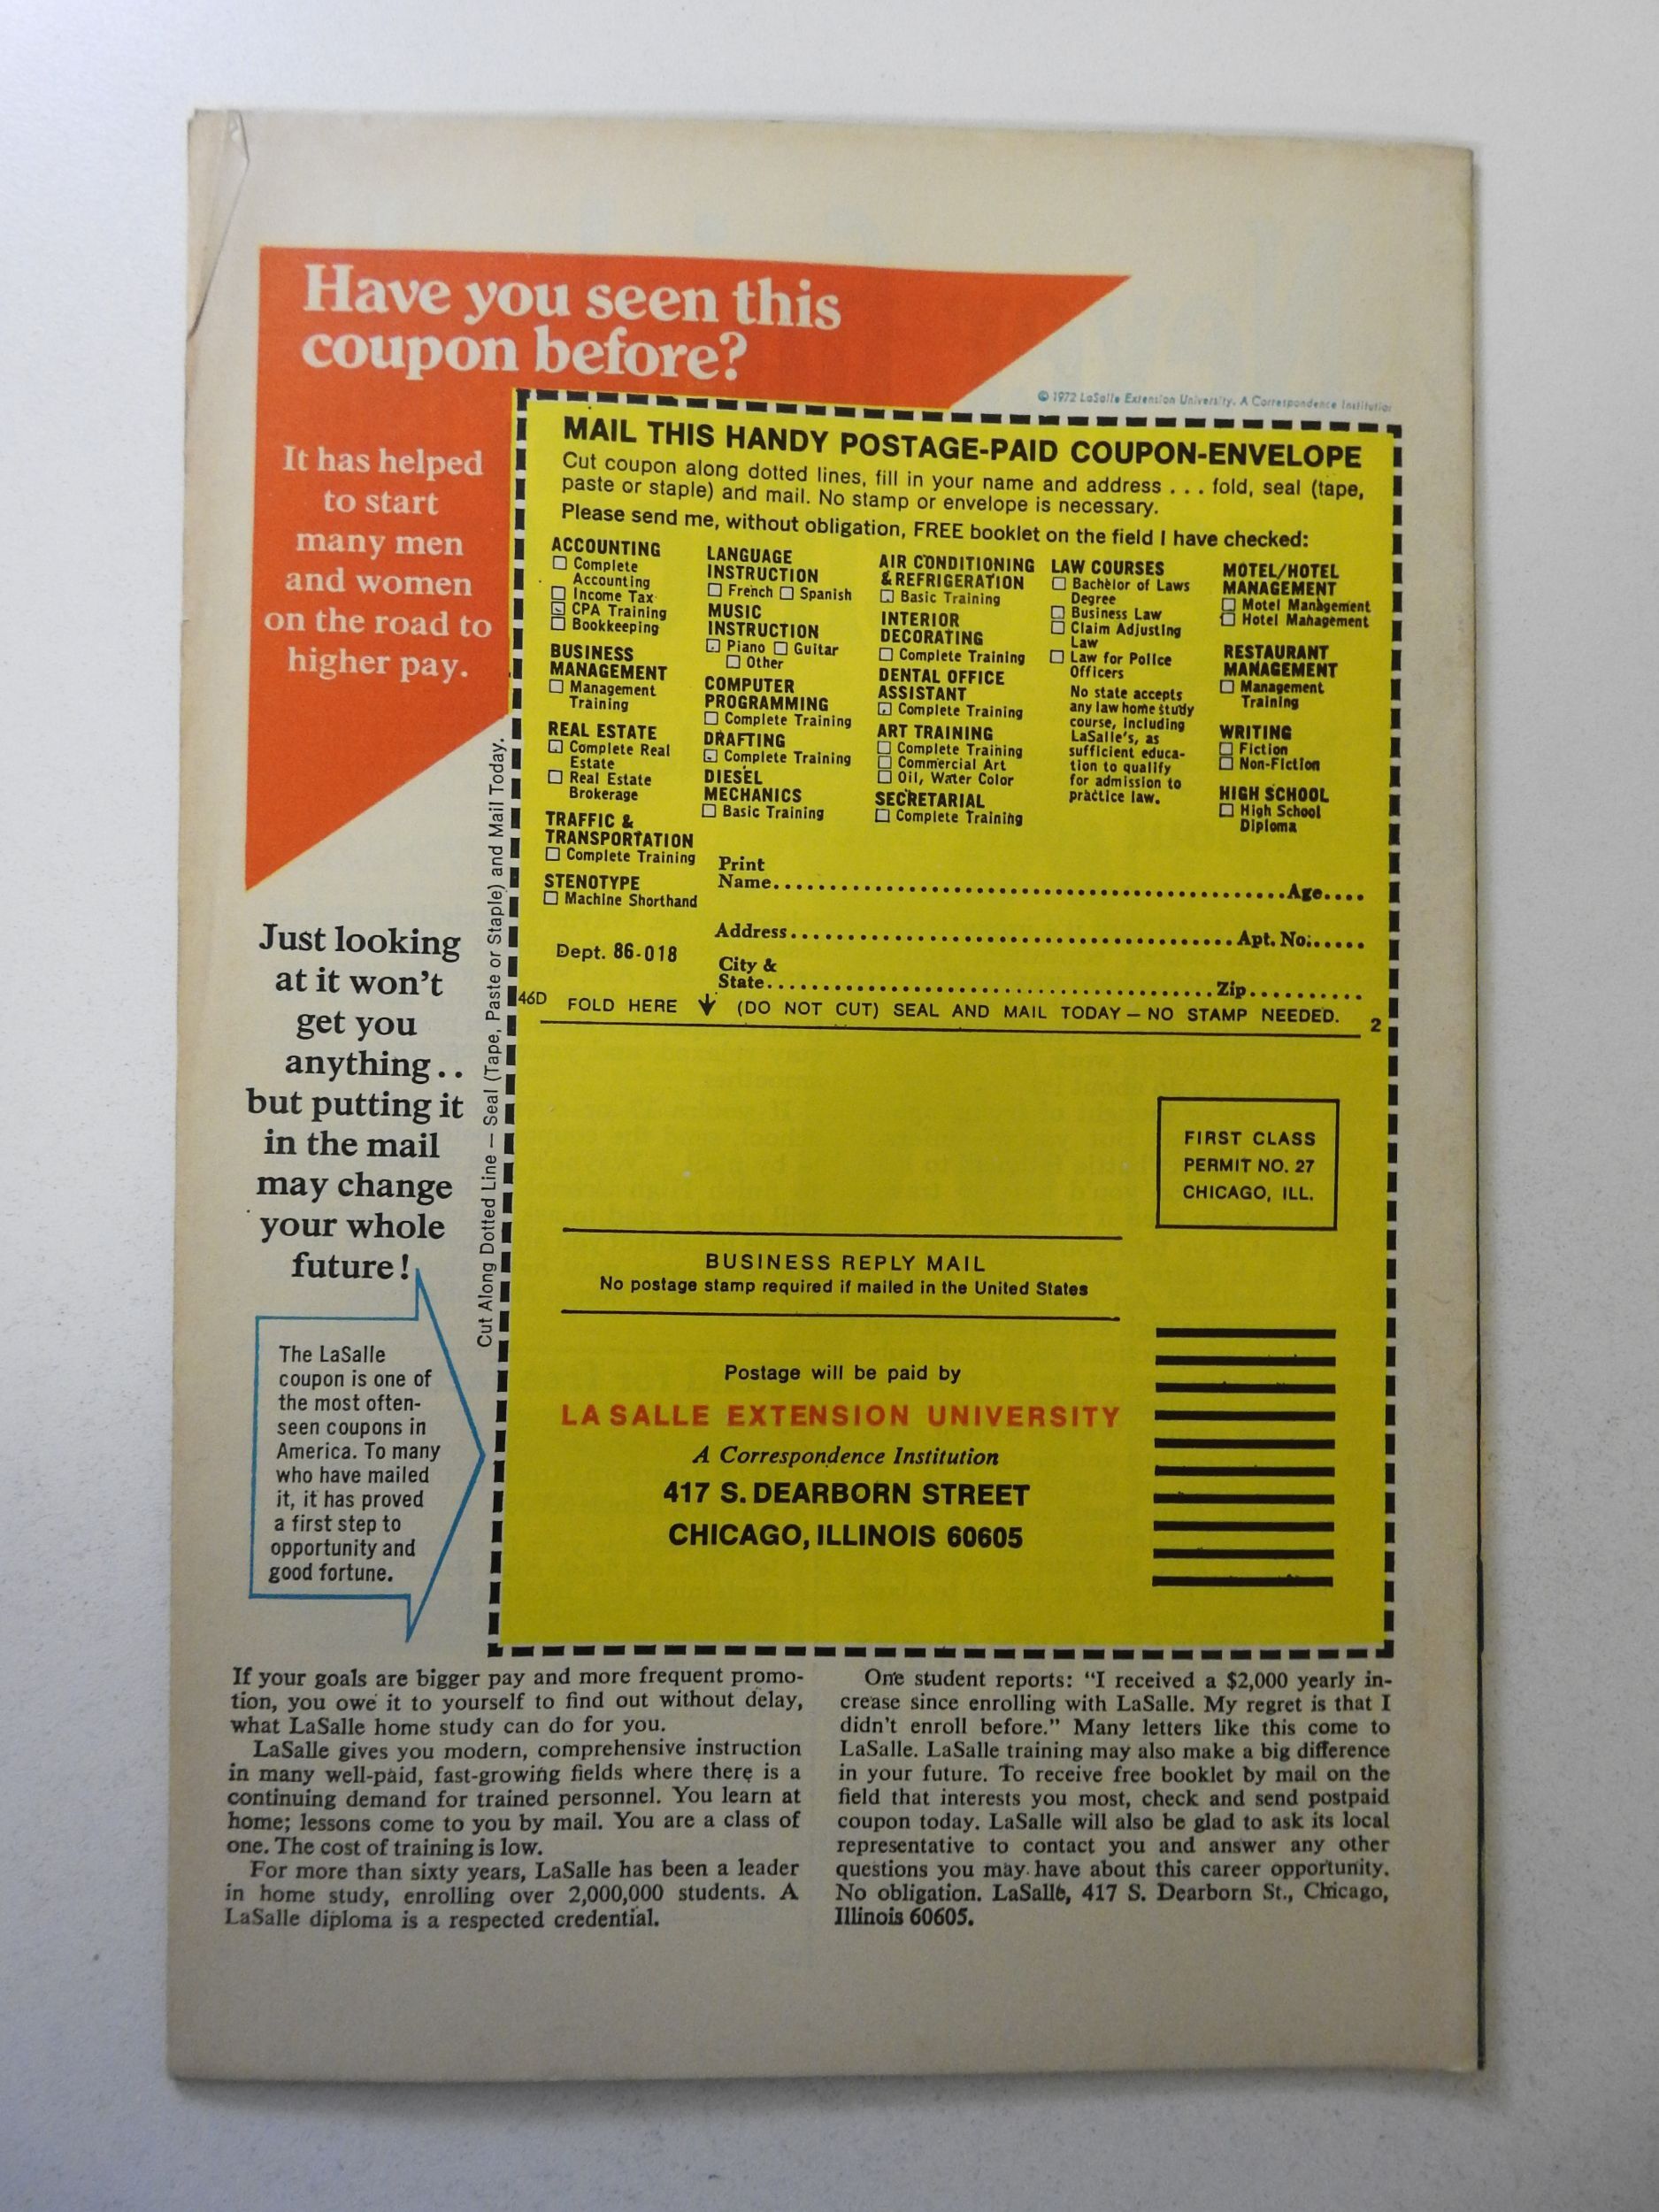 Have you seen this
coupon before?
It has helped
to start
many men
and women
on the road to
higher pay.
© 1972 LaSalle Extension University. A Correspondence Institution
MAIL THIS HANDY POSTAGE-PAID COUPON-ENVELOPE
Cut coupon along dotted lines, fill in your name and address . . . fold, seal (tape,
paste or staple) and mail. No stamp or envelope is necessary.
Please send me, without obligation, FREE booklet on the field I have checked:
ACCOUNTING
Complete
Accounting
Income Tax
CPA Training
Bookkeeping
BUSINESS
MANAGEMENT
Management
Training
REAL ESTATE
Complete Real
Estate
Real Estate
Brokerage
TRAFFIC &
TRANSPORTATION
Complete Training
STENOTYPE
Machine Shorthand
LANGUAGE
INSTRUCTION
French Spanish
MUSIC
INSTRUCTION
Piano Guitar
Other
COMPUTER
PROGRAMMING
Complete Training
DRAFTING
Complete Training
DIESEL
MECHANICS
Basic Training
AIR CONDITIONING
& REFRIGERATION
Basic Training
INTERIOR
DECORATING
Complete Training
DENTAL OFFICE
ASSISTANT
Complete Training
ART TRAINING
Complete Training
Commercial Art
Oil, Water Color
SECRETARIAL
Complete Training
LAW COURSES
Bachelor of Laws
Degree
Business Law
Claim Adjusting
Law
Law for Police
Officers
No state accepts
any law home study
course, including
LaSalle's, as
sufficient educa-
tion to qualify
for admission to
practice law.
MOTEL/HOTEL
MANAGEMENT
Motel Management
Hotel Management
RESTAURANT
MANAGEMENT
Management
Training
WRITING
Fiction
Non-Fiction
HIGH SCHOOL
High School
Diploma
Print
Name Age
Address Apt. No.
Dept. 86-018
City &
State Zip
46D FOLD HERE (DO NOT CUT) SEAL AND MAIL TODAY – NO STAMP NEEDED. 2
Cut Along Dotted Line – Seal (Tape, Paste or Staple) and Mail Today.
Just looking
at it won't
get you
anything . .
but putting it
in the mail
may change
your whole
future!
The LaSalle
coupon is one of
the most often-
seen coupons in
America. To many
who have mailed
it, it has proved
a first step to
opportunity and
good fortune.
FIRST CLASS
PERMIT NO. 27
CHICAGO, ILL.
BUSINESS REPLY MAIL
No postage stamp required if mailed in the United States
Postage will be paid by
LA SALLE EXTENSION UNIVERSITY
A Correspondence Institution
417 S. DEARBORN STREET
CHICAGO, ILLINOIS 60605
If your goals are bigger pay and more frequent promo-
tion, you owe it to yourself to find out without delay,
what LaSalle home study can do for you.
LaSalle gives you modern, comprehensive instruction
in many well-paid, fast-growing fields where there is a
continuing demand for trained personnel. You learn at
home; lessons come to you by mail. You are a class of
one. The cost of training is low.
For more than sixty years, LaSalle has been a leader
in home study, enrolling over 2,000,000 students. A
LaSalle diploma is a respected credential.
One student reports: "I received a $2,000 yearly in-
crease since enrolling with LaSalle. My regret is that I
didn't enroll before." Many letters like this come to
LaSalle. LaSalle training may also make a big difference
in your future. To receive free booklet by mail on the
field that interests you most, check and send postpaid
coupon today. LaSalle will also be glad to ask its local
representative to contact you and answer any other
questions you may have about this career opportunity.
No obligation. LaSalle, 417 S. Dearborn St., Chicago,
Illinois 60605.